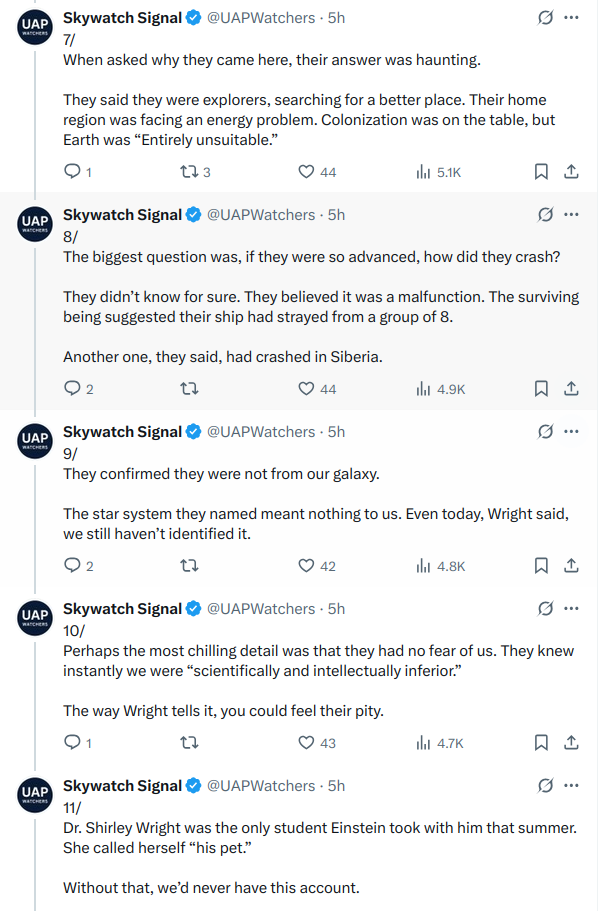 UAP
WATCHERS
Skywatch Signal @UAPWatchers · 5h
7/
When asked why they came here, their answer was haunting.
They said they were explorers, searching for a better place. Their home
region was facing an energy problem. Colonization was on the table, but
Earth was “Entirely unsuitable.”
1 3 44 5.1K
UAP
WATCHERS
Skywatch Signal @UAPWatchers · 5h
8/
The biggest question was, if they were so advanced, how did they crash?
They didn’t know for sure. They believed it was a malfunction. The surviving
being suggested their ship had strayed from a group of 8.
Another one, they said, had crashed in Siberia.
2 44 4.9K
UAP
WATCHERS
Skywatch Signal @UAPWatchers · 5h
9/
They confirmed they were not from our galaxy.
The star system they named meant nothing to us. Even today, Wright said,
we still haven’t identified it.
2 42 4.8K
UAP
WATCHERS
Skywatch Signal @UAPWatchers · 5h
10/
Perhaps the most chilling detail was that they had no fear of us. They knew
instantly we were “scientifically and intellectually inferior.”
The way Wright tells it, you could feel their pity.
1 43 4.7K
UAP
WATCHERS
Skywatch Signal @UAPWatchers · 5h
11/
Dr. Shirley Wright was the only student Einstein took with him that summer.
She called herself “his pet.”
Without that, we’d never have this account.